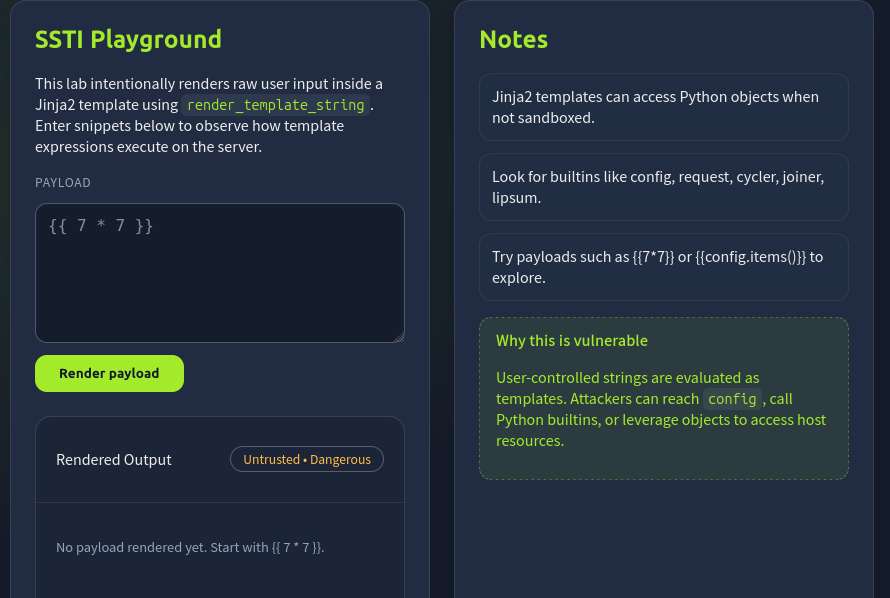 SSTI Playground
This lab intentionally renders raw user input inside a
Jinja2 template using render_template_string.
Enter snippets below to observe how template
expressions execute on the server.
PAYLOAD
{{ 7 * 7 }}
Render payload
Rendered Output
Untrusted • Dangerous
No payload rendered yet. Start with {{ 7 * 7 }}.
Notes
Jinja2 templates can access Python objects when
not sandboxed.
Look for builtins like config, request, cycler, joiner,
lipsum.
Try payloads such as {{7*7}} or {{config.items()}} to
explore.
Why this is vulnerable
User-controlled strings are evaluated as
templates. Attackers can reach config, call
Python builtins, or leverage objects to access host
resources.